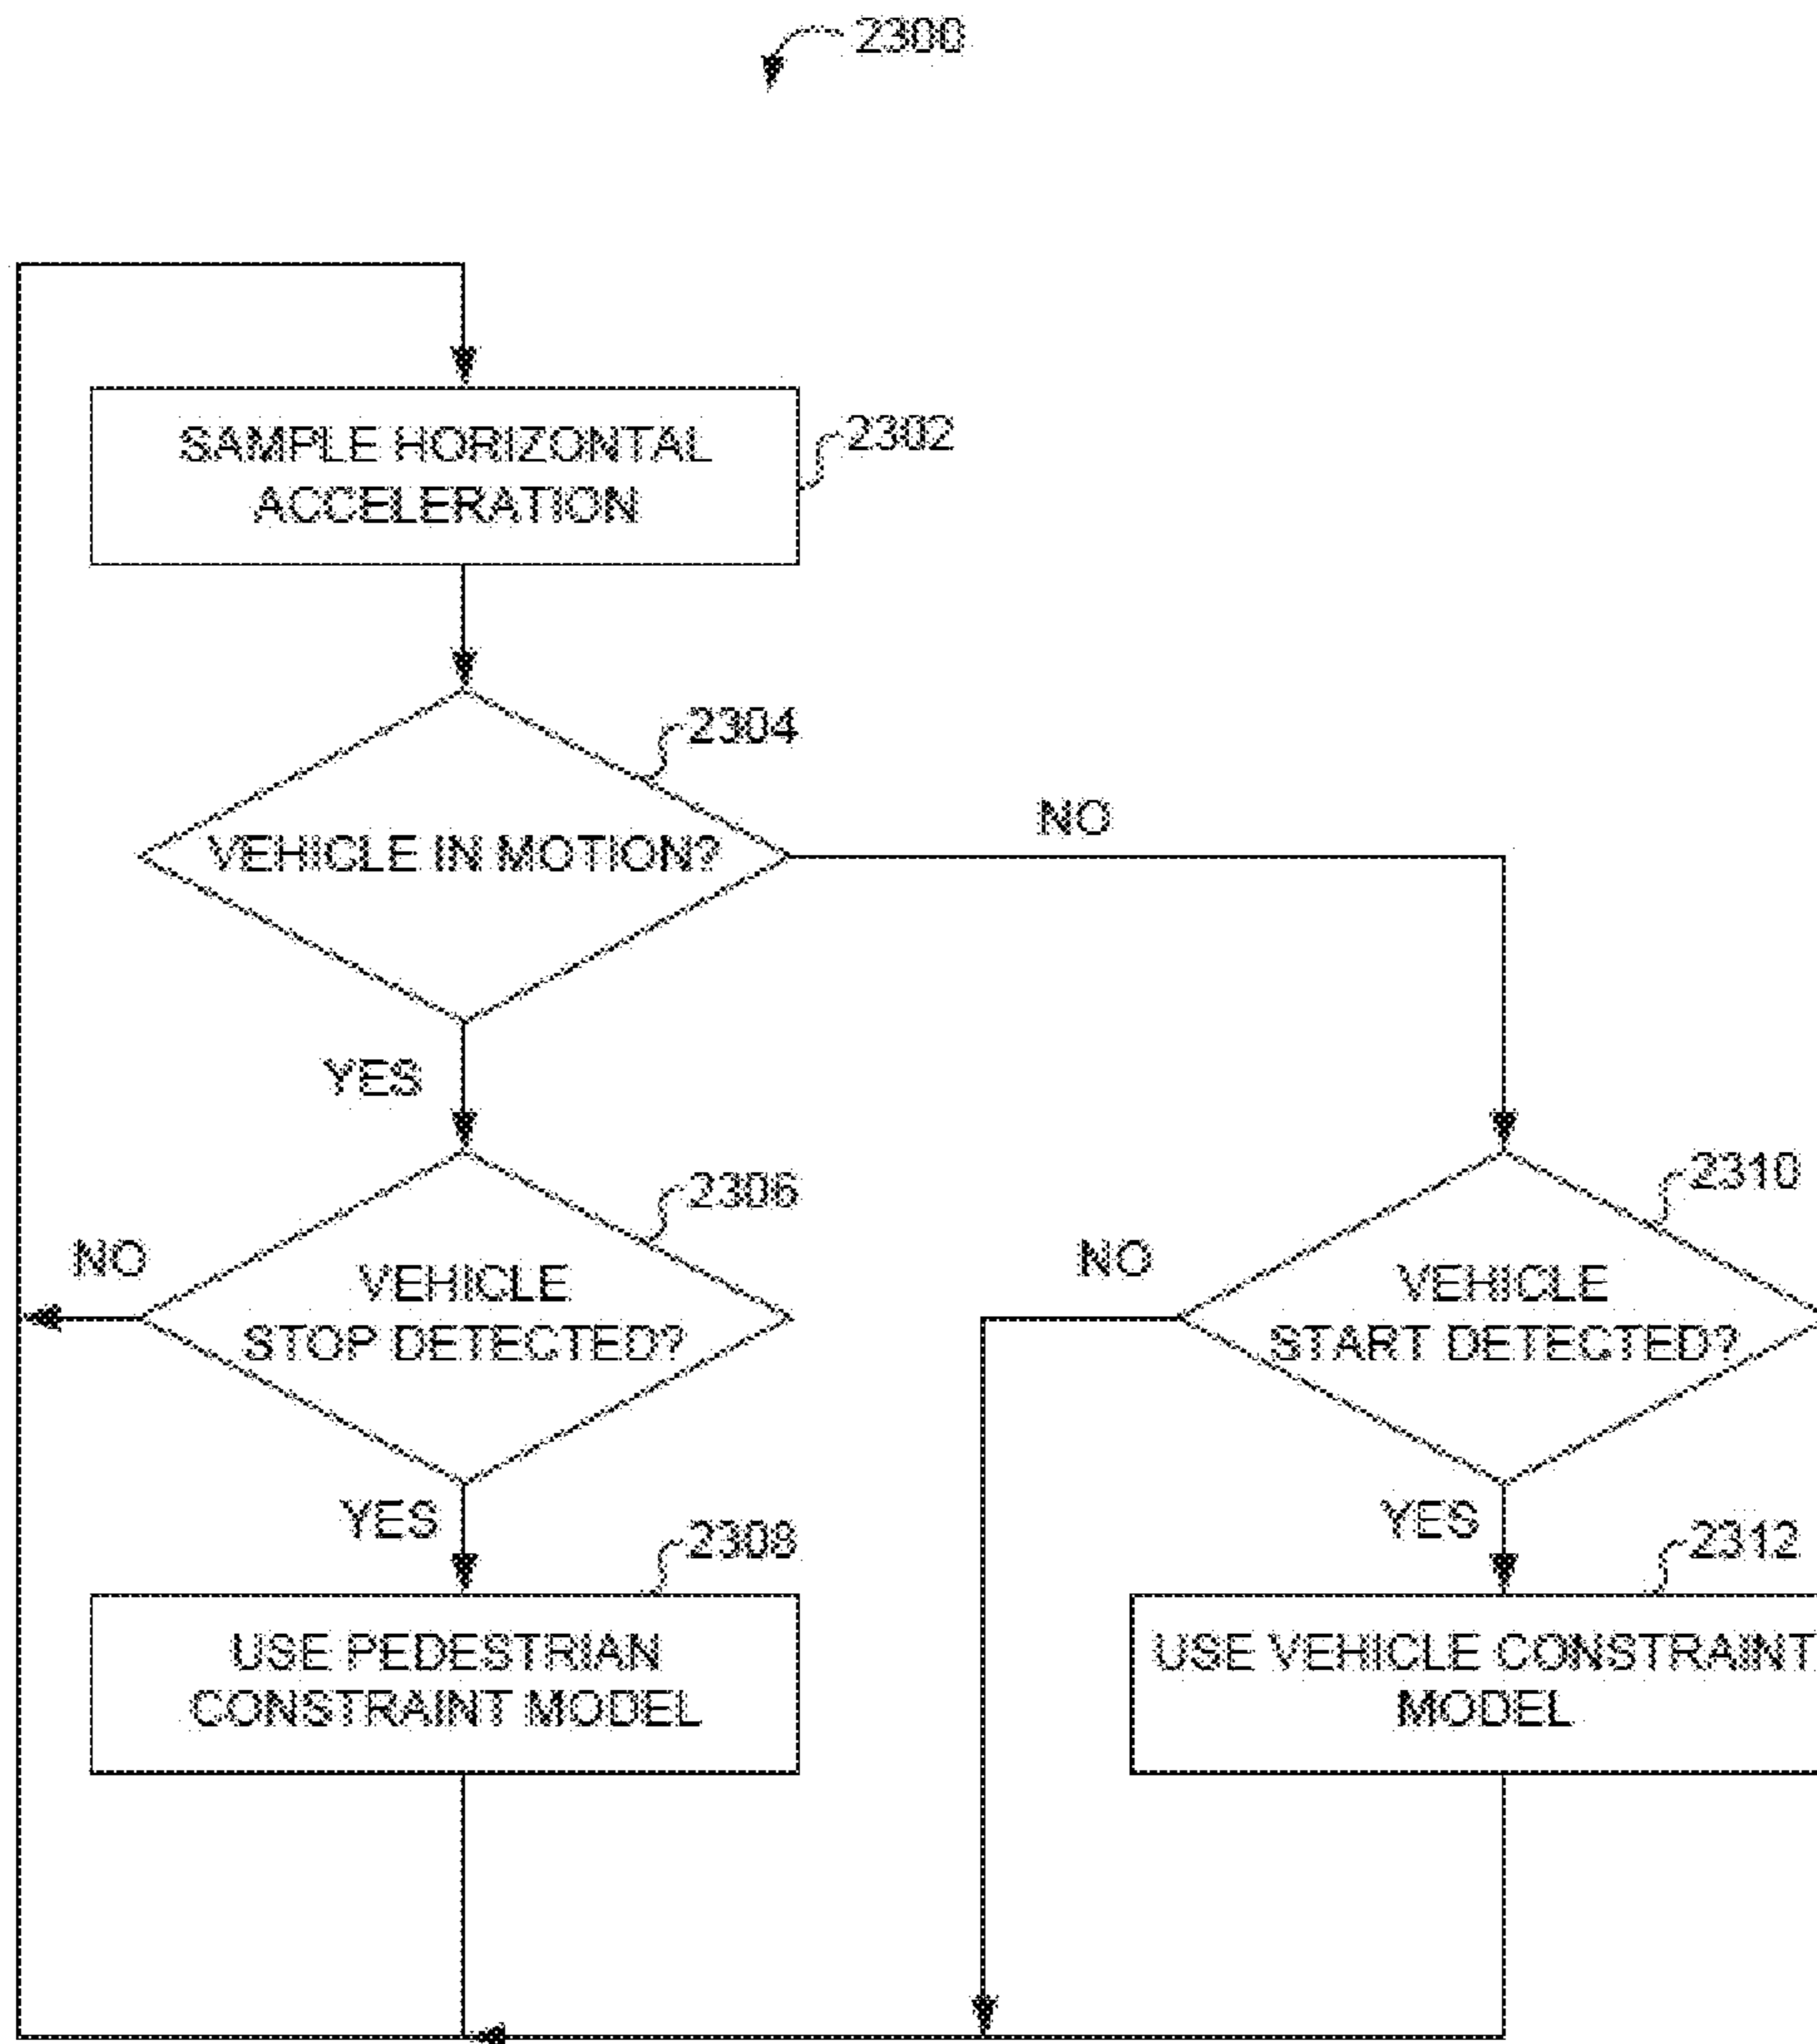 2300
SAMPLE HORIZONTAL
ACCELERATION
2302
2304
VEHICLE IN MOTION?
NO
YES
2306
VEHICLE
STOP DETECTED?
NO
YES
2308
USE PEDESTRIAN
CONSTRAINT MODEL
2310
VEHICLE
START DETECTED?
NO
YES
2312
USE VEHICLE CONSTRAINT
MODEL